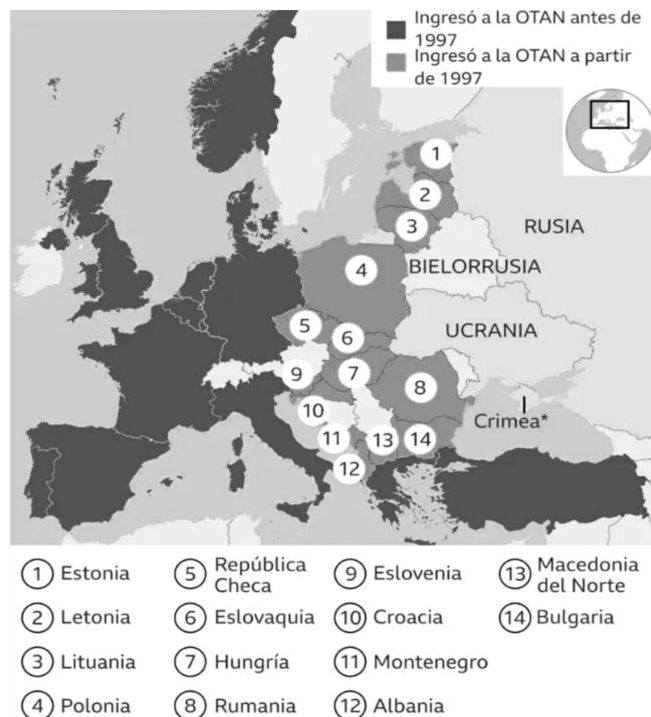 Ingresó a la OTAN antes de
1997
Ingresó a la OTAN a partir
de 1997
1
2
3
RUSIA
4
BIELORRUSIA
5
6
UCRANIA
9
7
8
10
Crimea*
11
13
14
12
1 Estonia
2 Letonia
3 Lituania
4 Polonia
5 República
Checa
6 Eslovaquia
7 Hungría
8 Rumania
9 Eslovenia
10 Croacia
11 Montenegro
12 Albania
13 Macedonia
del Norte
14 Bulgaria